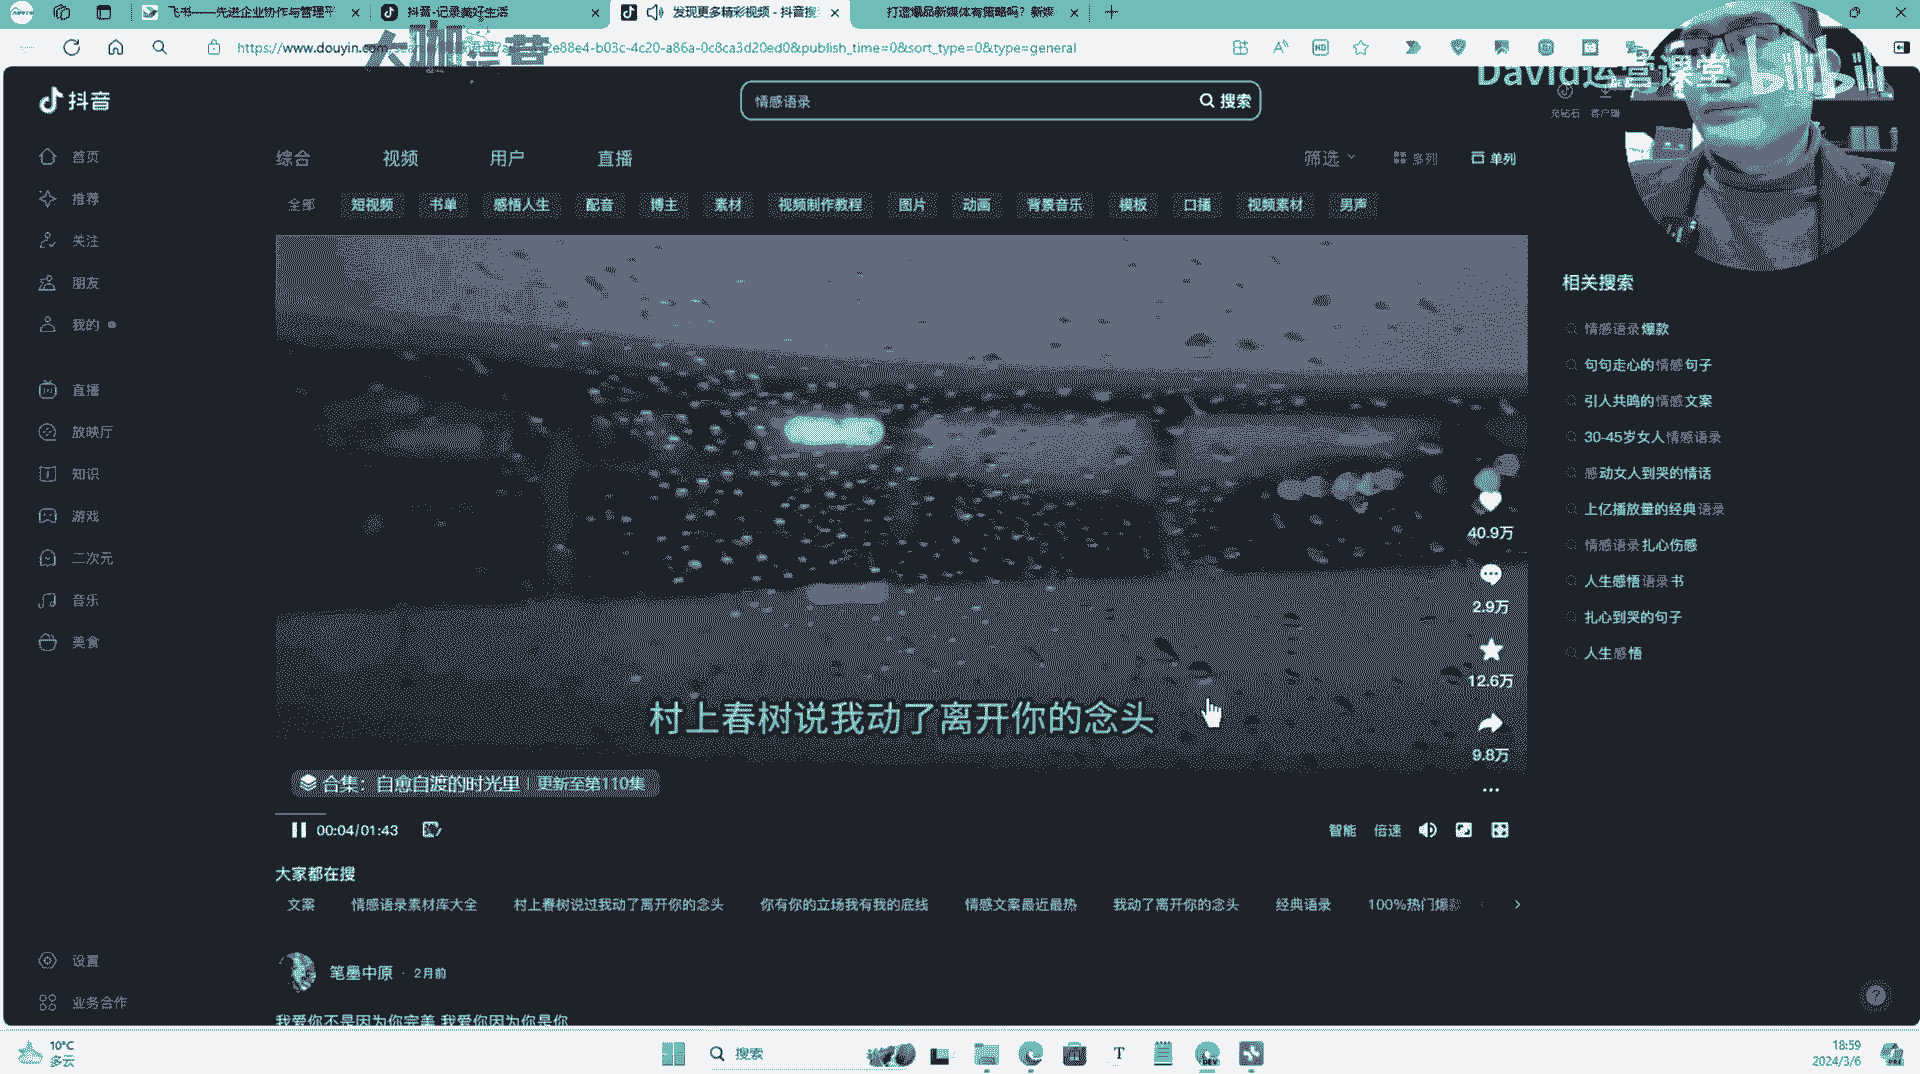 飞书——先进企业协作与管理平
抖音-记录美好生活
发现更多精彩视频 - 抖音搜
打造爆品新媒体有策略吗？新媒
https://www.douyin.com
2e88e4-b03c-4c20-a86a-0c8ca3d20ed0&publish_time=0&sort_type=0&type=general
大咖运营
David运营课堂
bilibili
抖音
情感语录
搜索
充钻石
客户端
首页
推荐
关注
朋友
我的
直播
放映厅
知识
游戏
二次元
音乐
美食
设置
业务合作
综合
视频
用户
直播
筛选
多列
单列
全部
短视频
书单
感悟人生
配音
博主
素材
视频制作教程
图片
动画
背景音乐
模板
口播
视频素材
男声
40.9万
2.9万
12.6万
9.8万
村上春树说我动了离开你的念头
合集：自愈自渡的时光里 | 更新至第110集
00:04/01:43
智能
倍速
相关搜索
情感语录爆款
句句走心的情感句子
引人共鸣的情感文案
30-45岁女人情感语录
感动女人到哭的情话
上亿播放量的经典语录
情感语录扎心伤感
人生感悟语录书
扎心到哭的句子
人生感悟
大家都在搜
文案
情感语录素材库大全
村上春树说过我动了离开你的念头
你有你的立场我有我的底线
情感文案最近最热
我动了离开你的念头
经典语录
100%热门爆款
笔墨中原 · 2月前
我爱你不是因为你完美 我爱你因为你是你
10°C
多云
搜索
18:59
2024/3/6